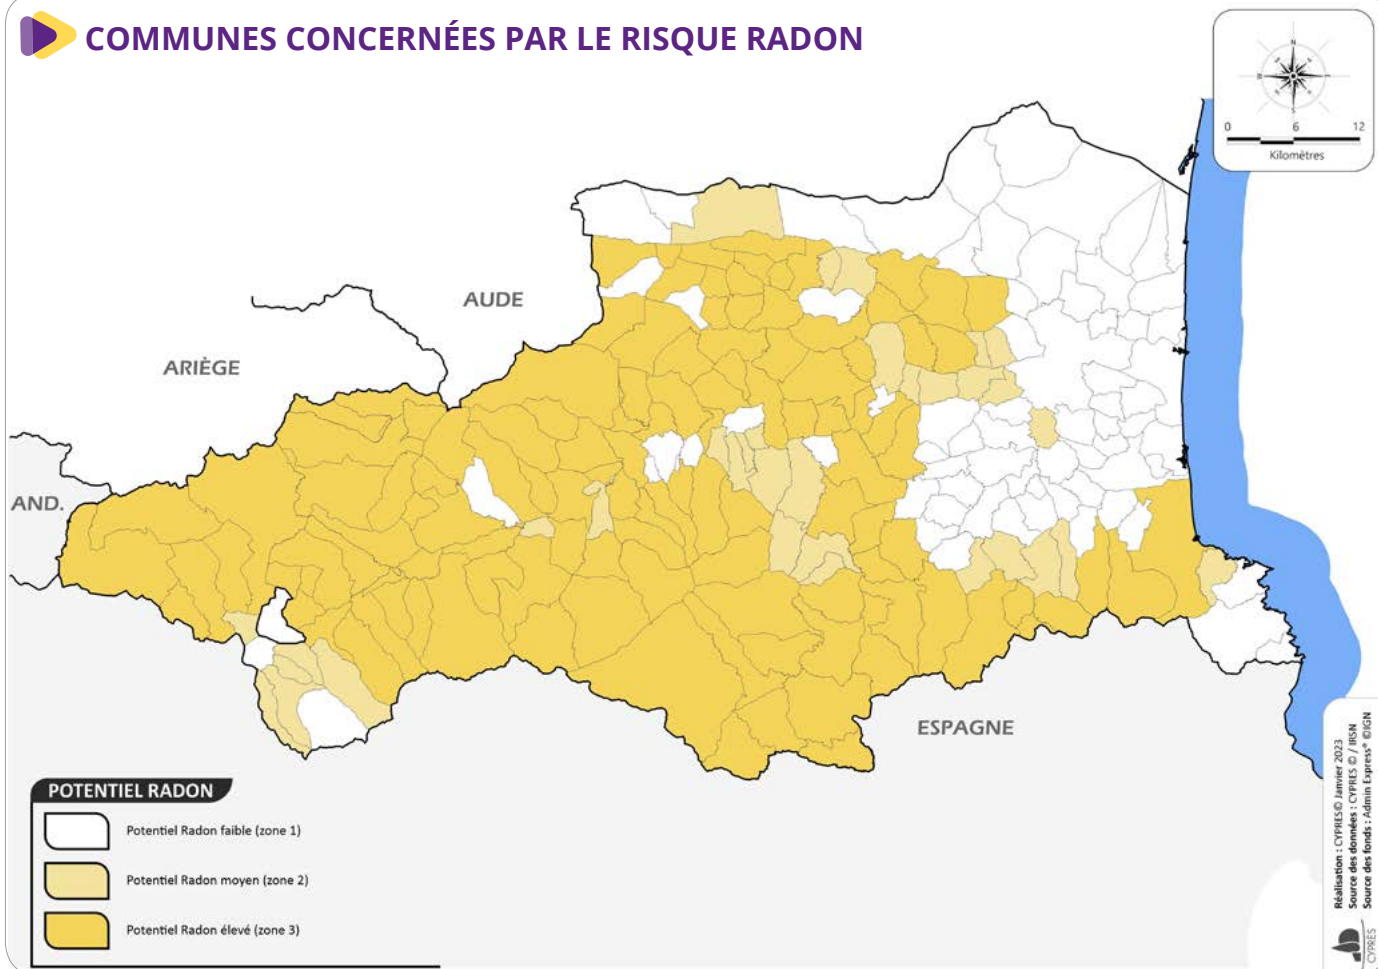 COMMUNES CONCERNÉES PAR LE RISQUE RADON
N
S
0 6 12
Kilomètres
AUDE
ARIÈGE
AND.
ESPAGNE
POTENTIEL RADON
Potentiel Radon faible (zone 1)
Potentiel Radon moyen (zone 2)
Potentiel Radon élevé (zone 3)
Réalisation : CYPRES© Janvier 2023
Source des données : CYPRES © / IRSN
Source des fonds : Admin Express® ©IGN
CYPRÈS